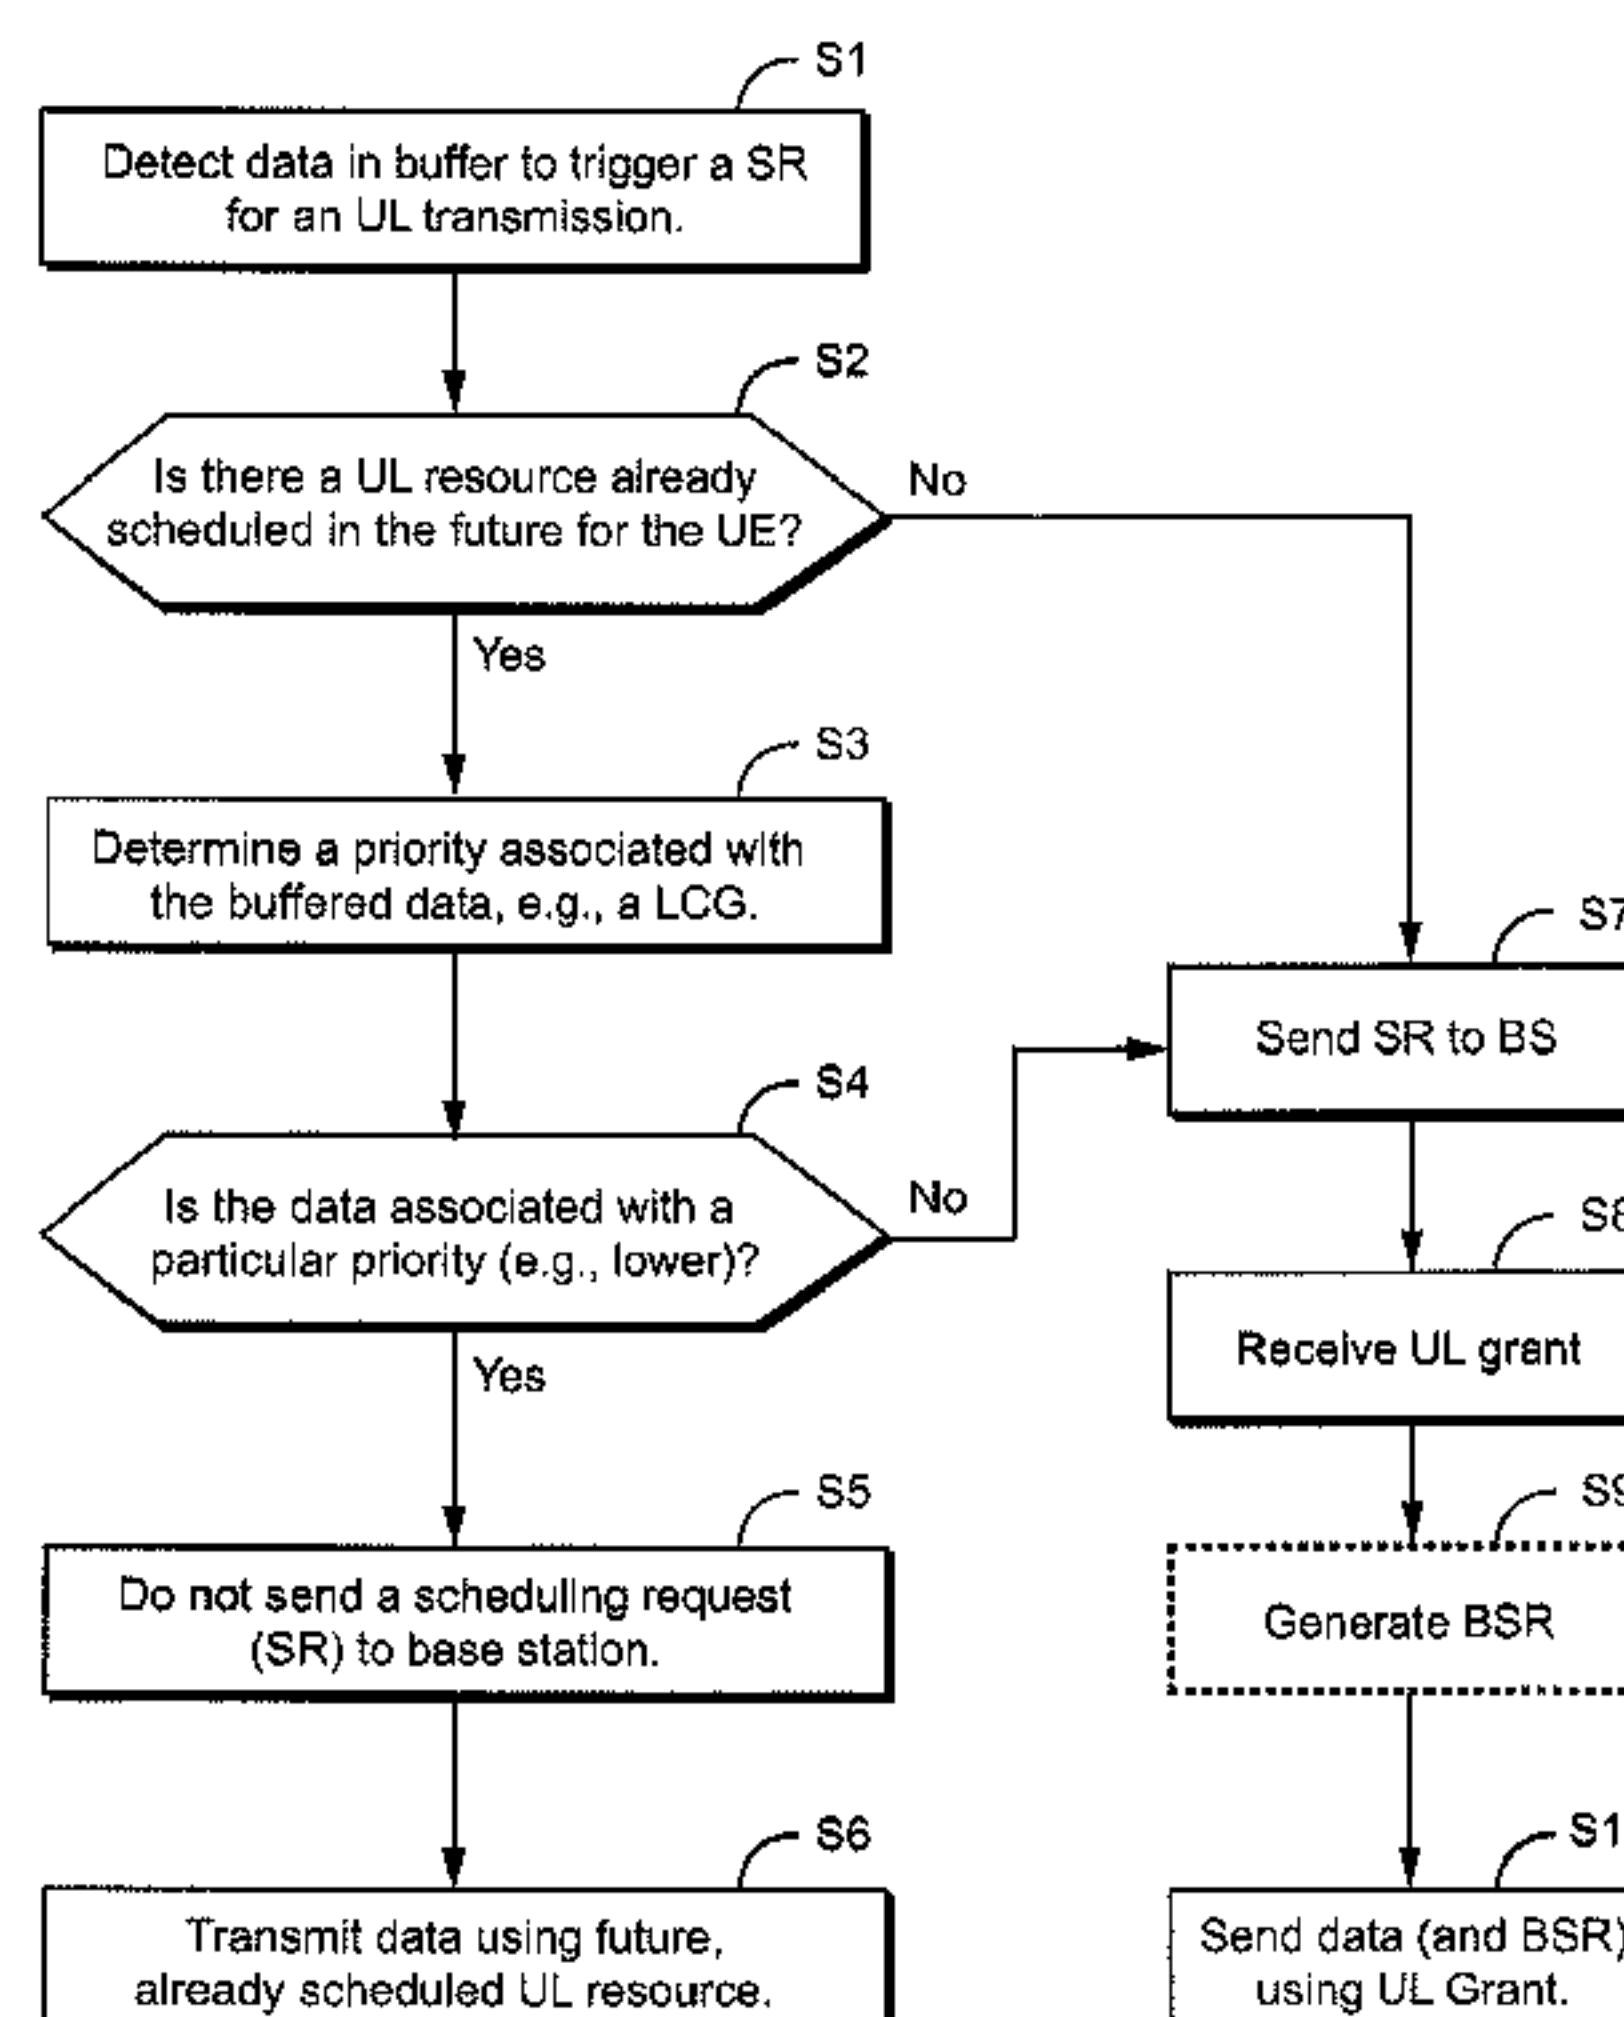 S1
Detect data in buffer to trigger a SR
for an UL transmission.
S2
Is there a UL resource already
scheduled in the future for the UE?
No
Yes
S3
Determine a priority associated with
the buffered data, e.g., a LCG.
S4
Is the data associated with a
particular priority (e.g., lower)?
No
Yes
S5
Do not send a scheduling request
(SR) to base station.
S6
Transmit data using future,
already scheduled UL resource.
S7
Send SR to BS
S8
Receive UL grant
S9
Generate BSR
S1
Send data (and BSR)
using UL Grant.